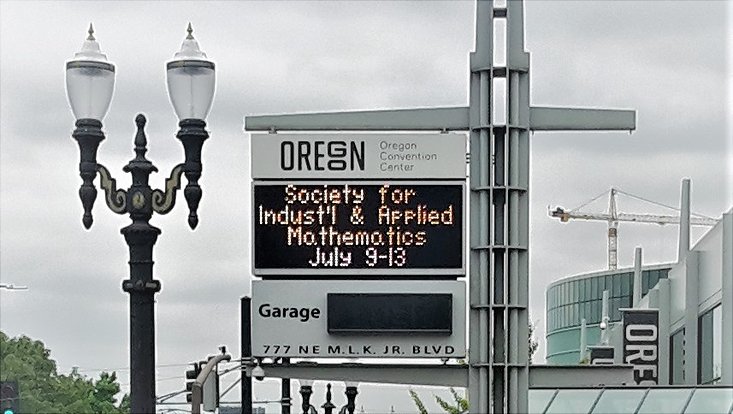 OREGON
Oregon
Convention
Center
Society for
Indust'l & Applied
Mathematics
July 9-13
Garage
777 NE M.L.K. JR. BLVD